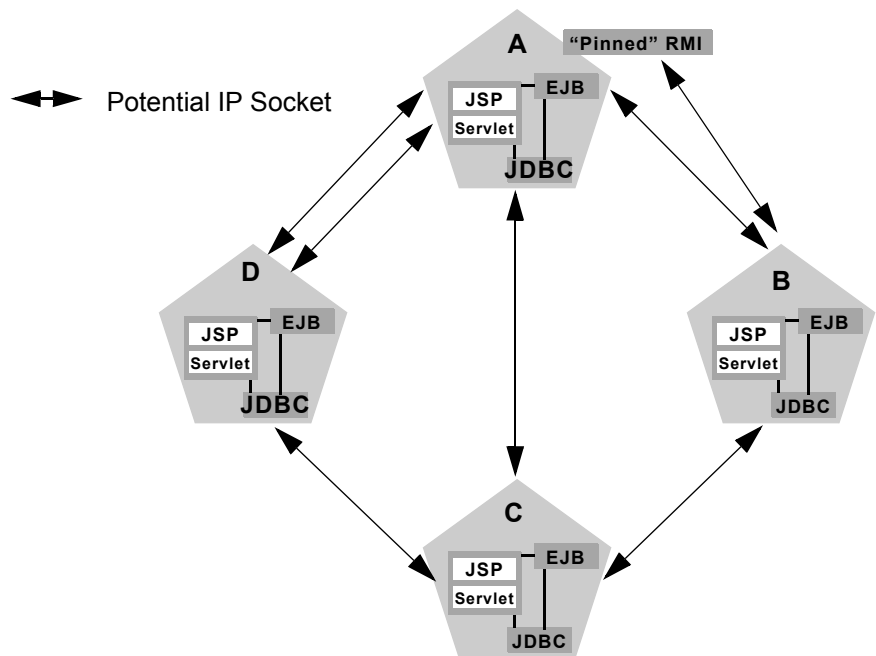 A
“Pinned” RMI
Potential IP Socket
JSP
EJB
Servlet
JDBC
D
JSP
EJB
Servlet
JDBC
B
JSP
EJB
Servlet
JDBC
C
JSP
EJB
Servlet
JDBC